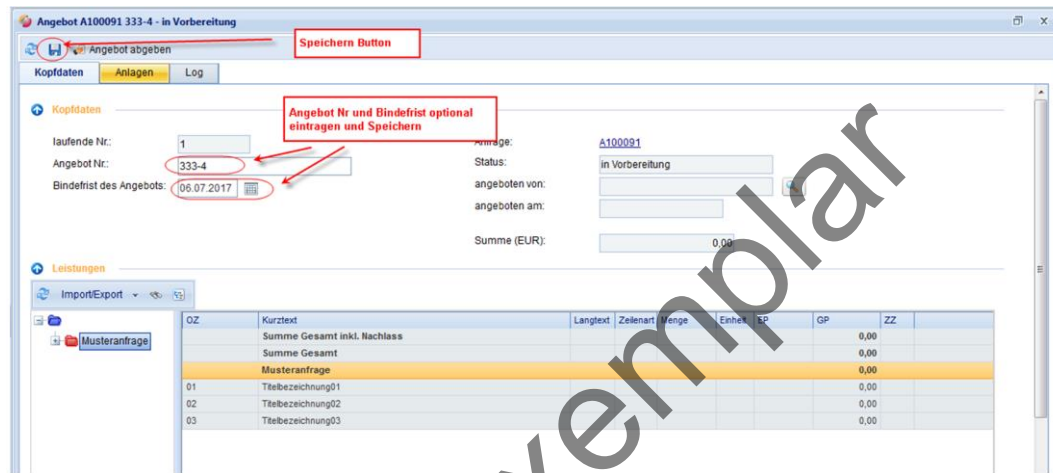 Angebot A100091 333-4 - in Vorbereitung
Speichern Button
Angebot abgeben
Kopfdaten Anlagen Log
Kopfdaten
Angebot Nr und Bindefrist optional
eintragen und Speichern
laufende Nr.: 1
Anfrage: A100091
Angebot Nr.: 333-4
Status: in Vorbereitung
Bindefrist des Angebots: 06.07.2017
angeboten von:
angeboten am:
Summe (EUR): 0,00
Leistungen
Import/Export
Musteranfrage
OZ Kurztext Langtext Zeilenart Menge Einheit EP GP ZZ
Summe Gesamt inkl. Nachlass 0,00
Summe Gesamt 0,00
Musteranfrage 0,00
01 Titelbezeichnung01 0,00
02 Titelbezeichnung02 0,00
03 Titelbezeichnung03 0,00
xemplar